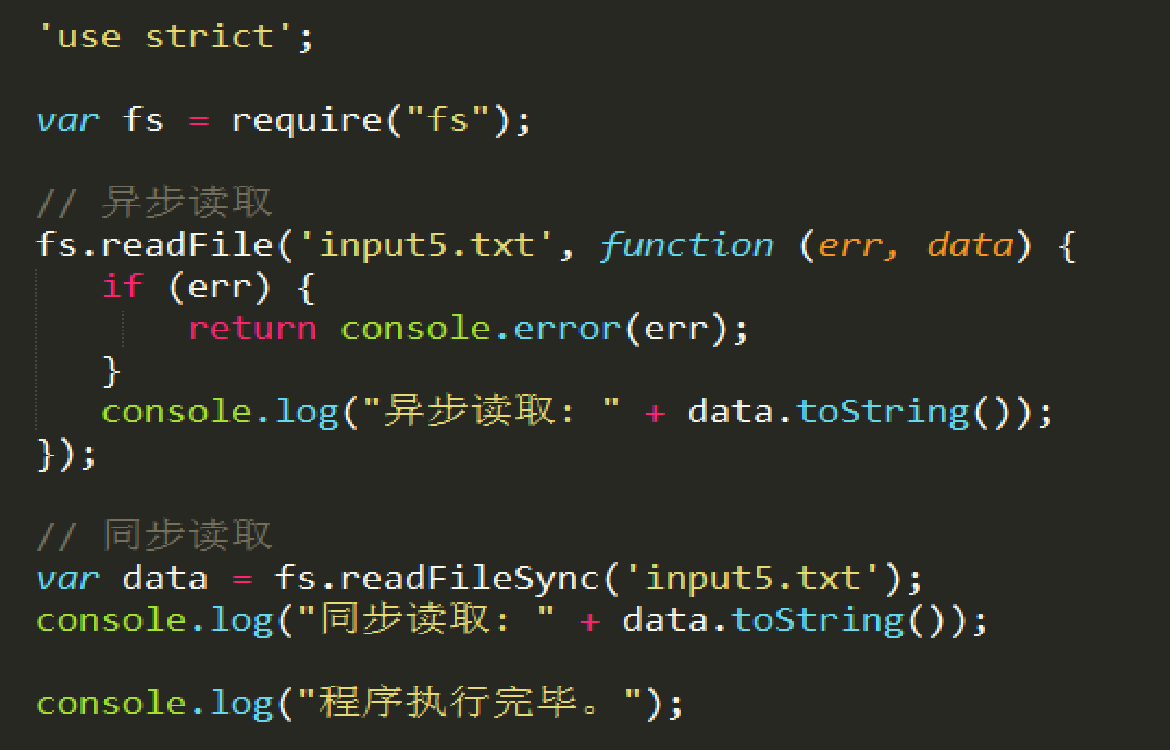 'use strict';
var fs = require("fs");
// 异步读取
fs.readFile('input5.txt', function (err, data) {
if (err) {
return console.error(err);
}
console.log("异步读取: " + data.toString());
});
// 同步读取
var data = fs.readFileSync('input5.txt');
console.log("同步读取: " + data.toString());
console.log("程序执行完毕。");